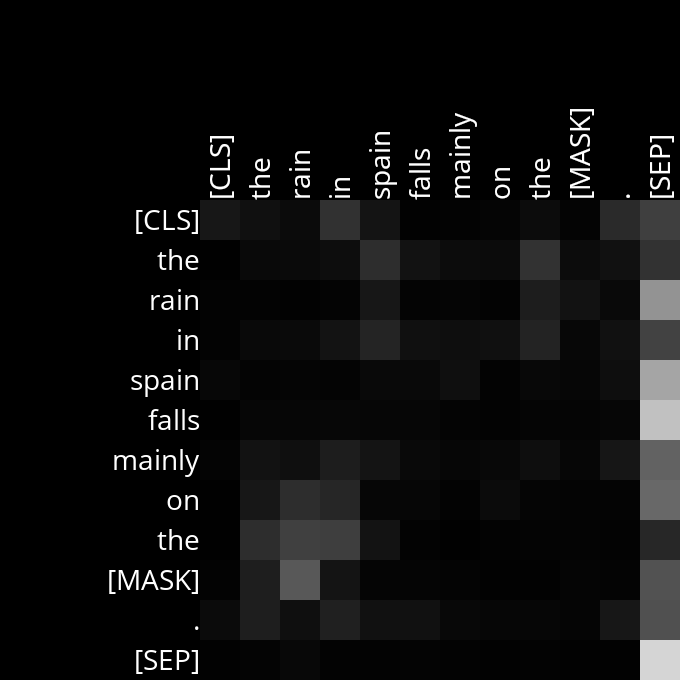 [CLS] the rain in spain falls mainly on the [MASK] . [SEP]
[CLS]
the
rain
in
spain
falls
mainly
on
the
[MASK]
.
[SEP]